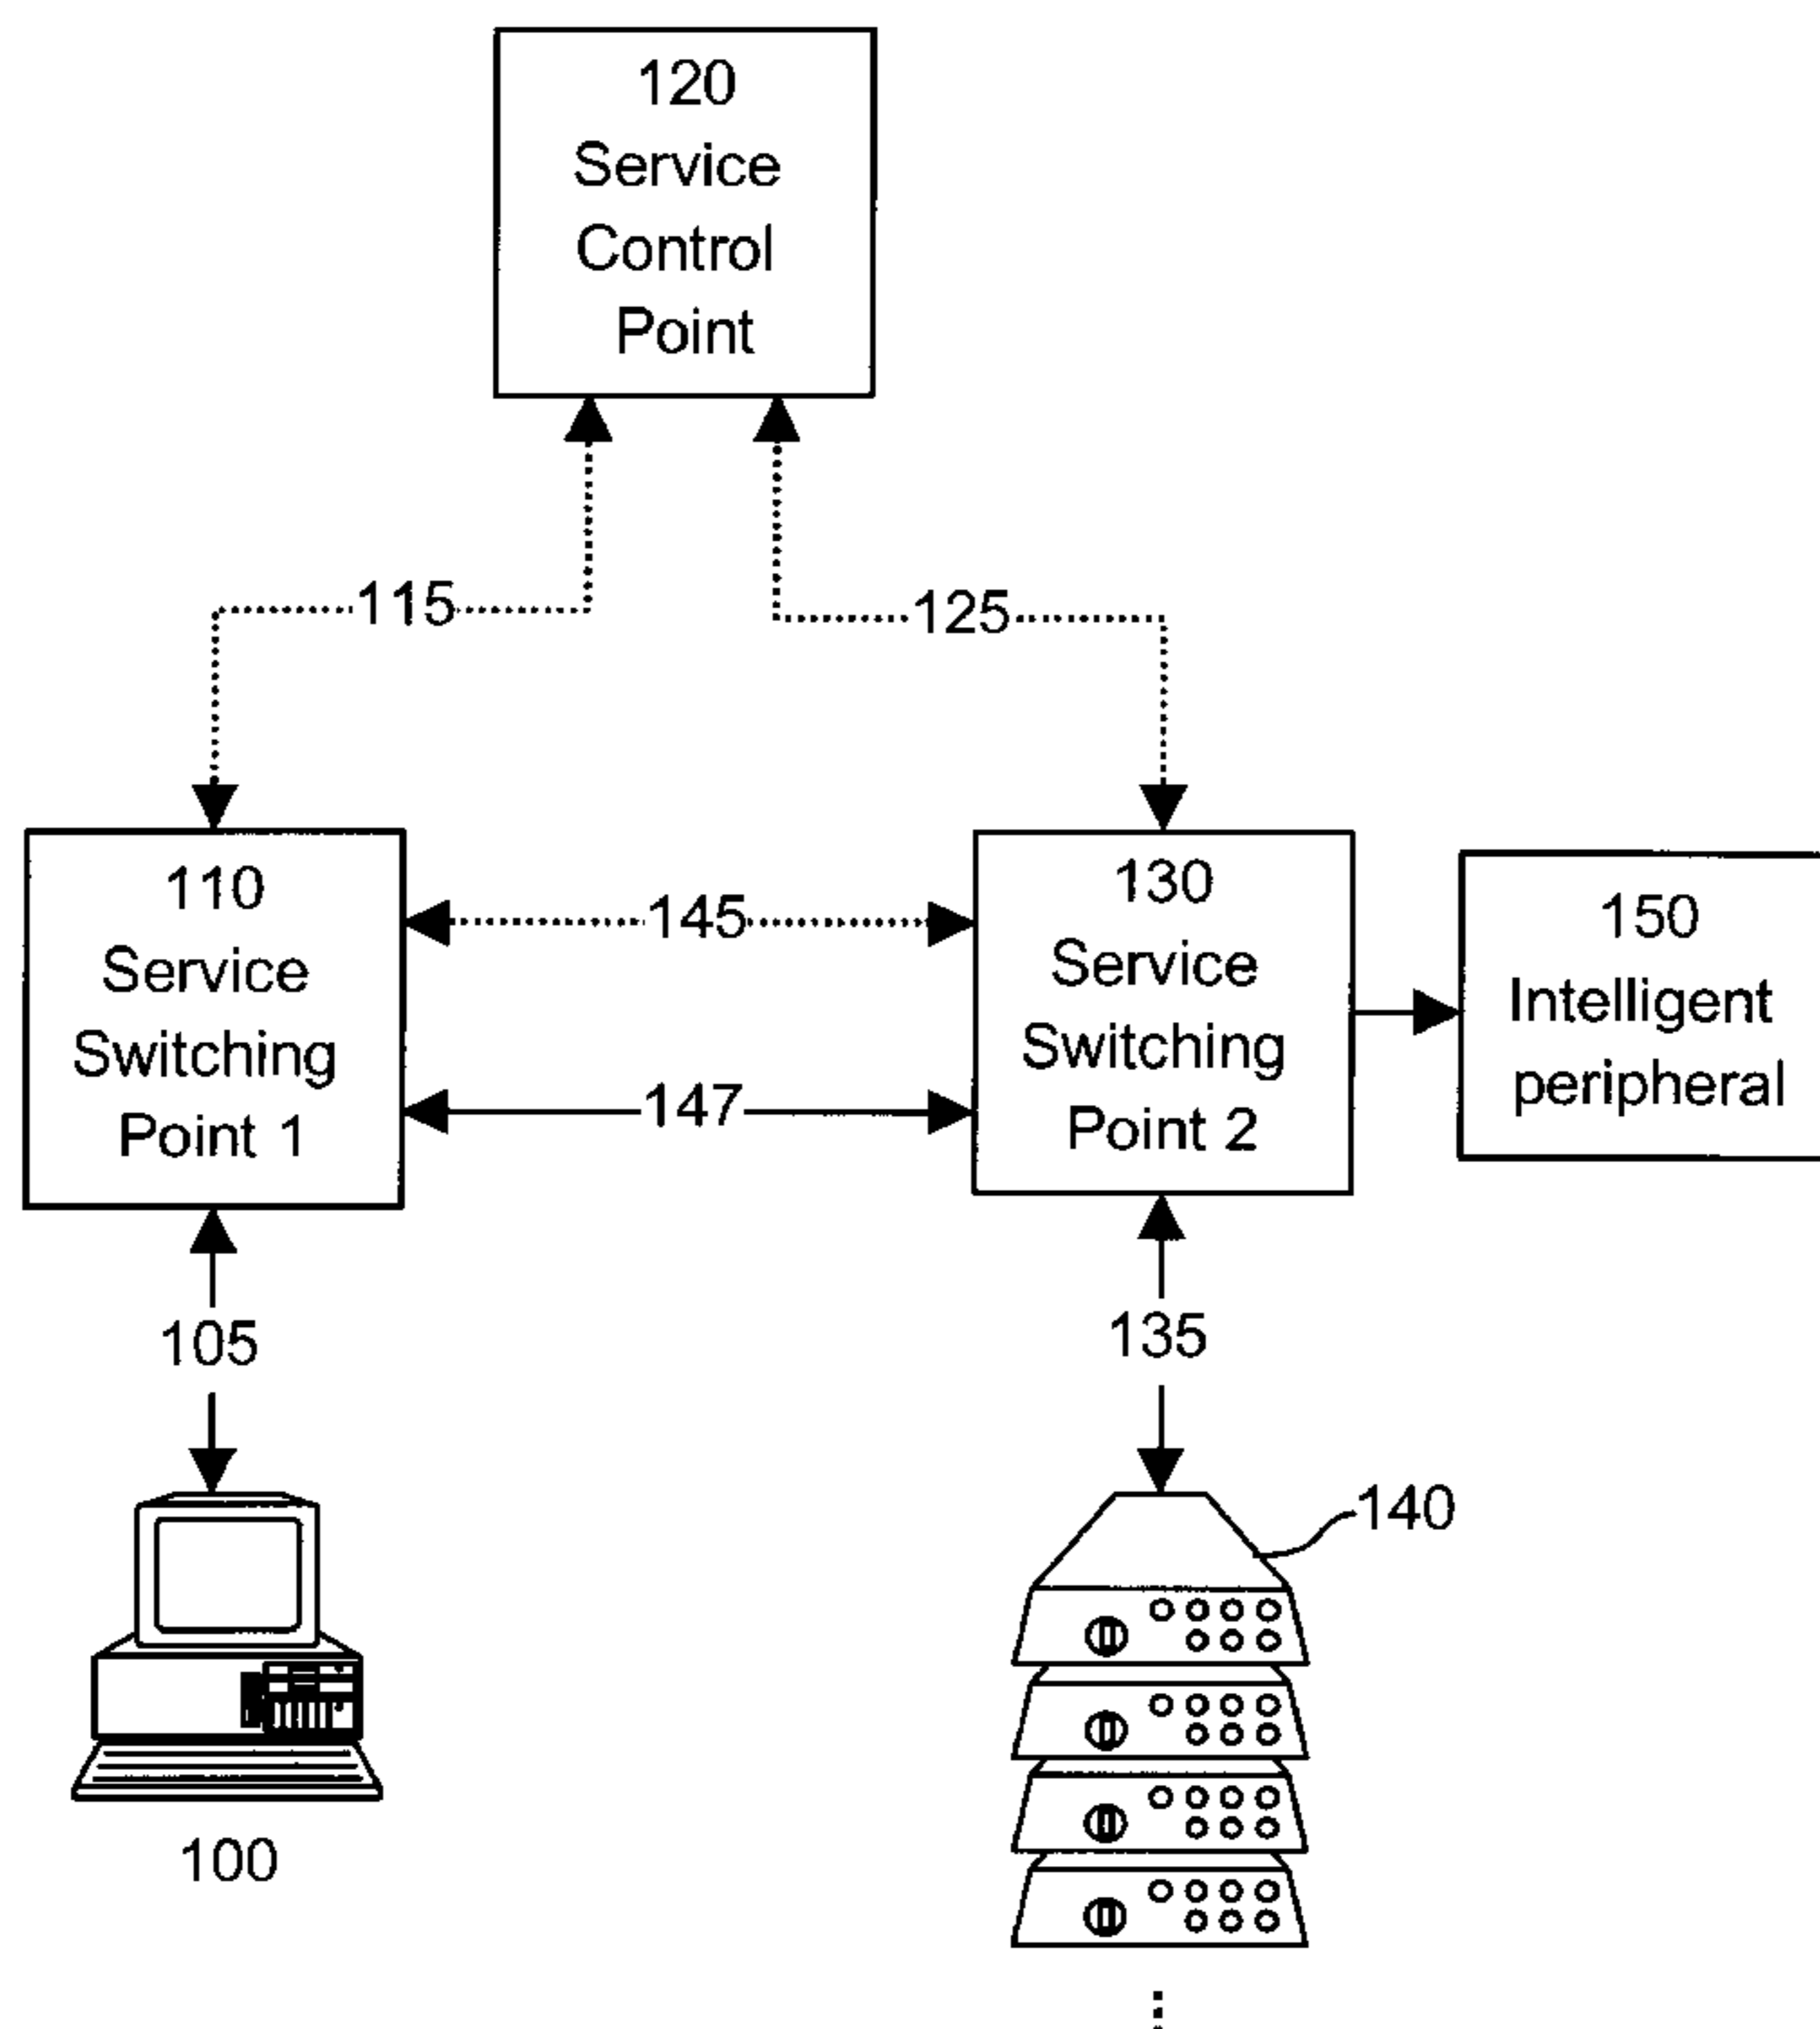 120
Service
Control
Point
115
125
110
Service
Switching
Point 1
145
147
130
Service
Switching
Point 2
150
Intelligent
peripheral
105
135
140
100